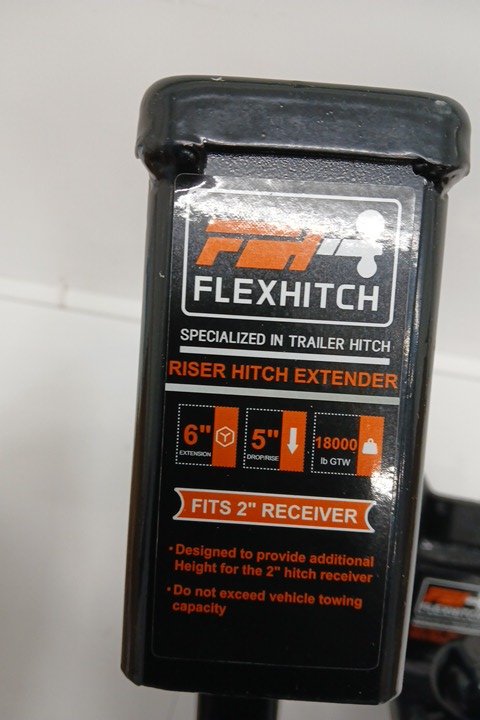 FH
FLEXHITCH
SPECIALIZED IN TRAILER HITCH
RISER HITCH EXTENDER
6"
EXTENSION
5"
DROP/RISE
18000
lb GTW
FITS 2" RECEIVER
•Designed to provide additional
Height for the 2" hitch receiver
•Do not exceed vehicle towing
capacity